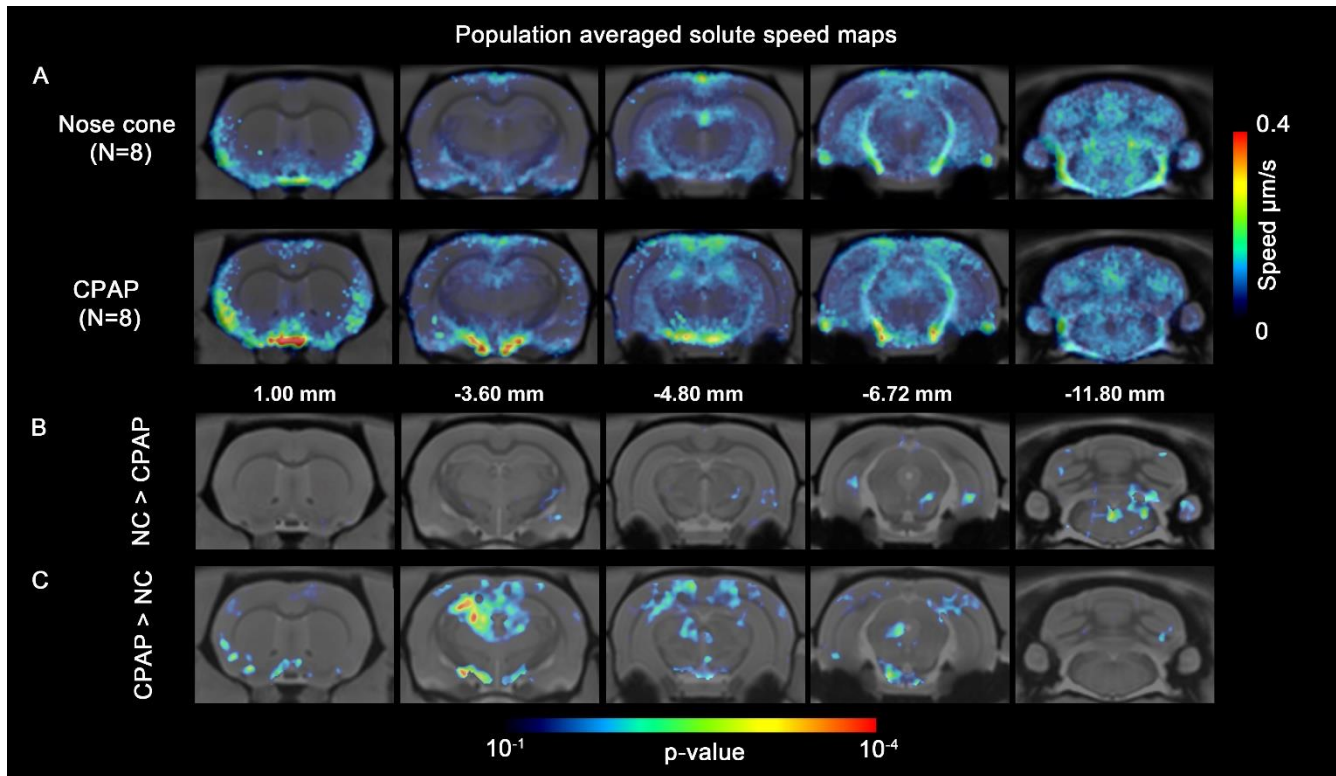 Population averaged solute speed maps
A
Nose cone
(N=8)
0.4
Speed μm/s
0
CPAP
(N=8)
1.00 mm
-3.60 mm
-4.80 mm
-6.72 mm
-11.80 mm
B
NC > CPAP
C
CPAP > NC
10⁻¹
p-value
10⁻⁴